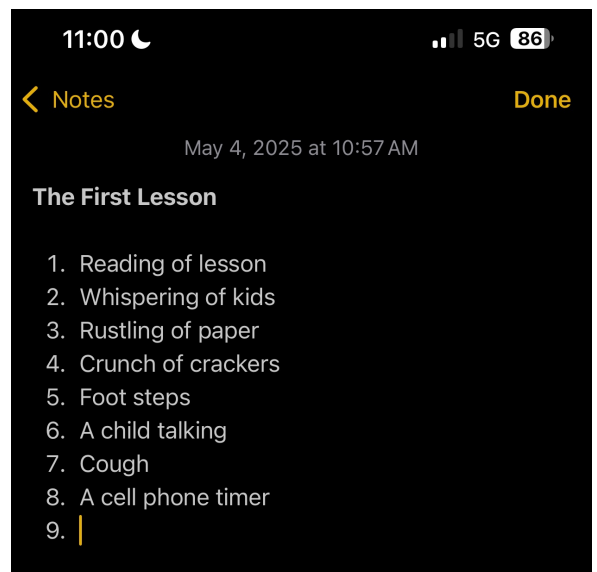 11:00
5G 86
Notes Done
May 4, 2025 at 10:57 AM
The First Lesson
1. Reading of lesson
2. Whispering of kids
3. Rustling of paper
4. Crunch of crackers
5. Foot steps
6. A child talking
7. Cough
8. A cell phone timer
9.